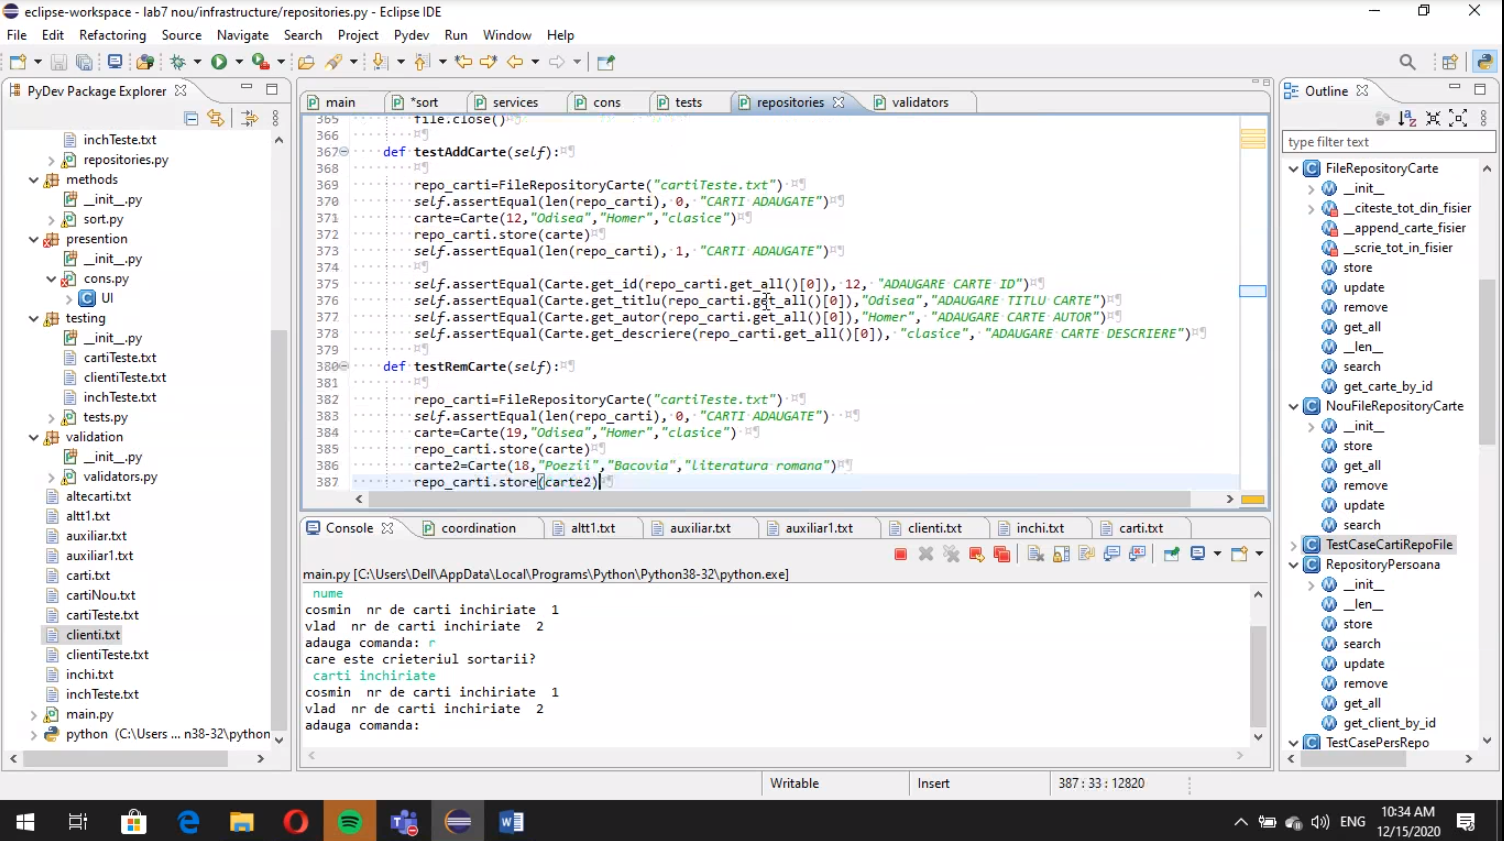 eclipse-workspace - lab7 nou/infrastructure/repositories.py - Eclipse IDE
File Edit Refactoring Source Navigate Search Project Pydev Run Window Help
PyDev Package Explorer
inchTeste.txt
repositories.py
methods
__init__.py
sort.py
presention
__init__.py
cons.py
UI
testing
__init__.py
cartiTeste.txt
clientiTeste.txt
inchTeste.txt
tests.py
validation
__init__.py
validators.py
altecarti.txt
altt1.txt
auxiliar.txt
auxiliar1.txt
carti.txt
cartiNou.txt
cartiTeste.txt
clienti.txt
clientiTeste.txt
inchi.txt
inchTeste.txt
main.py
python (C:\Users ... n38-32\python
main *sort services cons tests repositories validators
365 file.close()
366
367 def testAddCarte(self):
368
369 repo_carti=FileRepositoryCarte("cartiTeste.txt")
370 self.assertEqual(len(repo_carti), 0, "CARTI ADAUGATE")
371 carte=Carte(12,"Odisea","Homer","clasice")
372 repo_carti.store(carte)
373 self.assertEqual(len(repo_carti), 1, "CARTI ADAUGATE")
374
375 self.assertEqual(Carte.get_id(repo_carti.get_all()[0]), 12, "ADAUGARE CARTE ID")
376 self.assertEqual(Carte.get_titlu(repo_carti.get_all()[0]),"Odisea","ADAUGARE TITLU CARTE")
377 self.assertEqual(Carte.get_autor(repo_carti.get_all()[0]),"Homer", "ADAUGARE CARTE AUTOR")
378 self.assertEqual(Carte.get_descriere(repo_carti.get_all()[0]), "clasice", "ADAUGARE CARTE DESCRIERE")
379
380 def testRemCarte(self):
381
382 repo_carti=FileRepositoryCarte("cartiTeste.txt")
383 self.assertEqual(len(repo_carti), 0, "CARTI ADAUGATE")
384 carte=Carte(19,"Odisea","Homer","clasice")
385 repo_carti.store(carte)
386 carte2=Carte(18,"Poezii","Bacovia","literatura romana")
387 repo_carti.store(carte2)
Console coordination altt1.txt auxiliar.txt auxiliar1.txt clienti.txt inchi.txt carti.txt
main.py [C:\Users\Dell\AppData\Local\Programs\Python\Python38-32\python.exe]
nume
cosmin nr de carti inchiriate 1
vlad nr de carti inchiriate 2
adauga comanda: r
care este crieteriul sortarii?
carti inchiriate
cosmin nr de carti inchiriate 1
vlad nr de carti inchiriate 2
adauga comanda:
Outline
type filter text
FileRepositoryCarte
__init__
__citeste_tot_din_fisier
__append_carte_fisier
__scrie_tot_in_fisier
store
update
remove
get_all
__len__
search
get_carte_by_id
NouFileRepositoryCarte
__init__
store
get_all
remove
update
search
TestCaseCartiRepoFile
RepositoryPersoana
__init__
__len__
store
search
update
remove
get_all
get_client_by_id
TestCasePersRepo
Writable Insert 387 : 33 : 12820
ENG
10:34 AM
12/15/2020